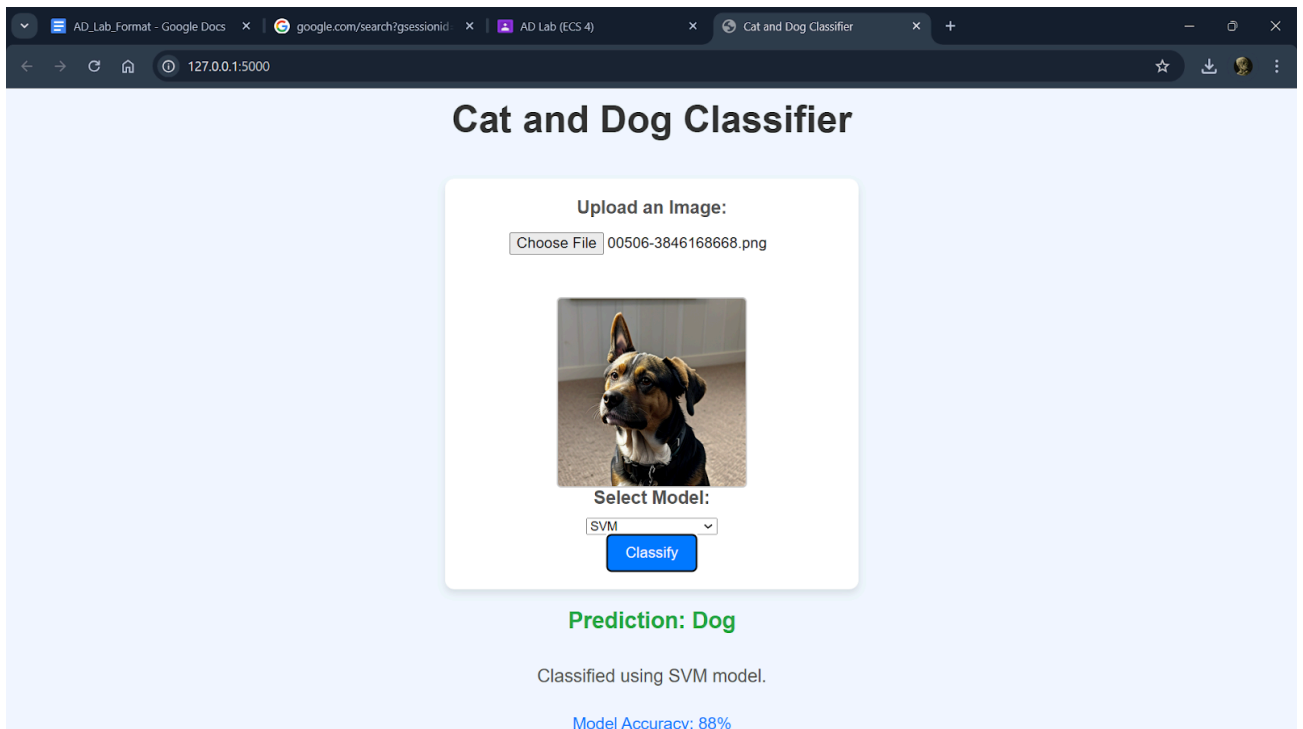 AD_Lab_Format - Google Docs
google.com/search?gsessionid
AD Lab (ECS 4)
Cat and Dog Classifier
127.0.0.1:5000
Cat and Dog Classifier
Upload an Image:
Choose File 00506-3846168668.png
Select Model:
SVM
Classify
Prediction: Dog
Classified using SVM model.
Model Accuracy: 88%